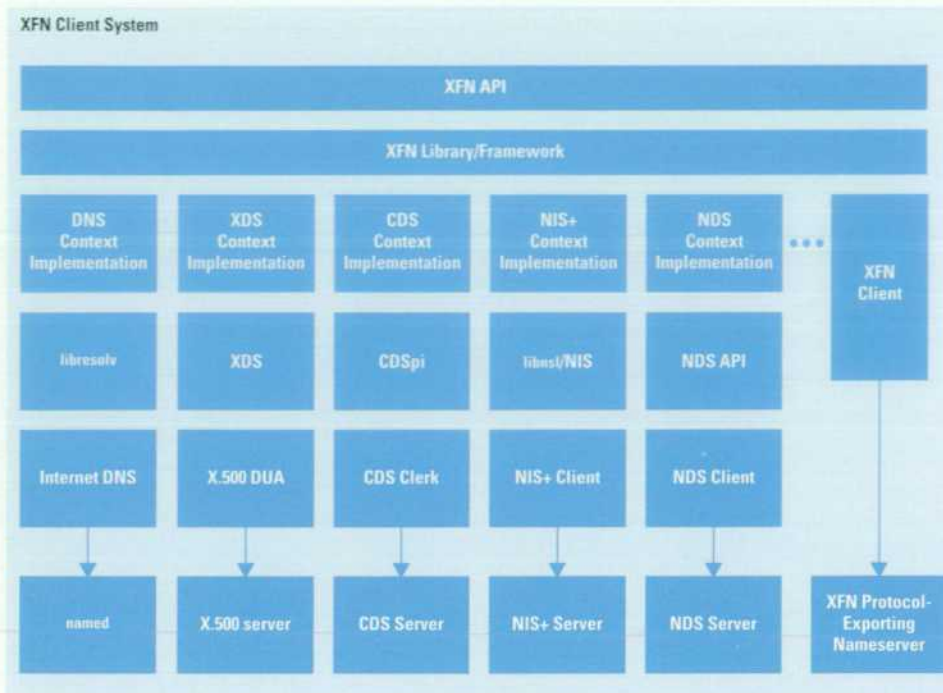 XFN Client System
XFN API
XFN Library/Framework
DNS
Context
Implementation
XDS
Context
Implementation
CDS
Context
Implementation
NIS+
Context
Implementation
NDS
Context
Implementation
XFN
Client
libresolv
XDS
CDSpi
libnsl/NIS
NDS API
Internet DNS
X.500 DUA
CDS Clerk
NIS+ Client
NDS Client
named
X.500 server
CDS Server
NIS+ Server
NDS Server
XFN Protocol-
Exporting
Nameserver